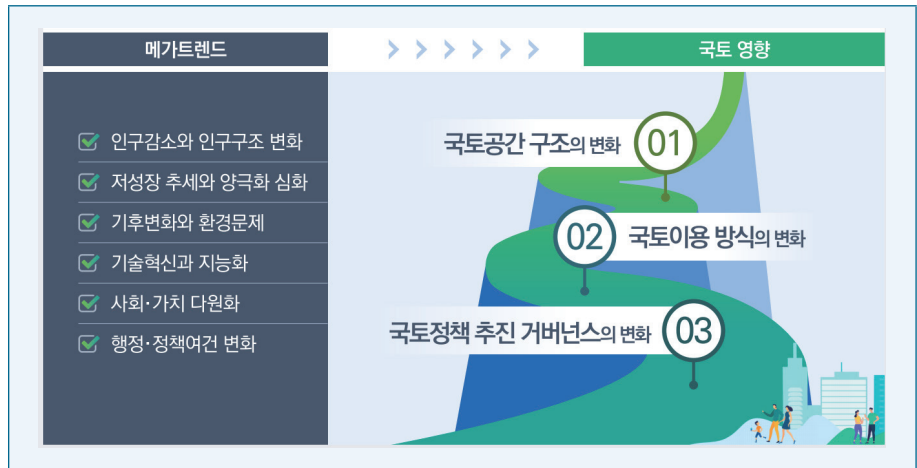 메가트렌드
국토 영향
인구감소와 인구구조 변화
저성장 추세와 양극화 심화
기후변화와 환경문제
기술혁신과 지능화
사회·가치 다원화
행정·정책여건 변화
국토공간 구조의 변화 01
02 국토이용 방식의 변화
국토정책 추진 거버넌스의 변화 03